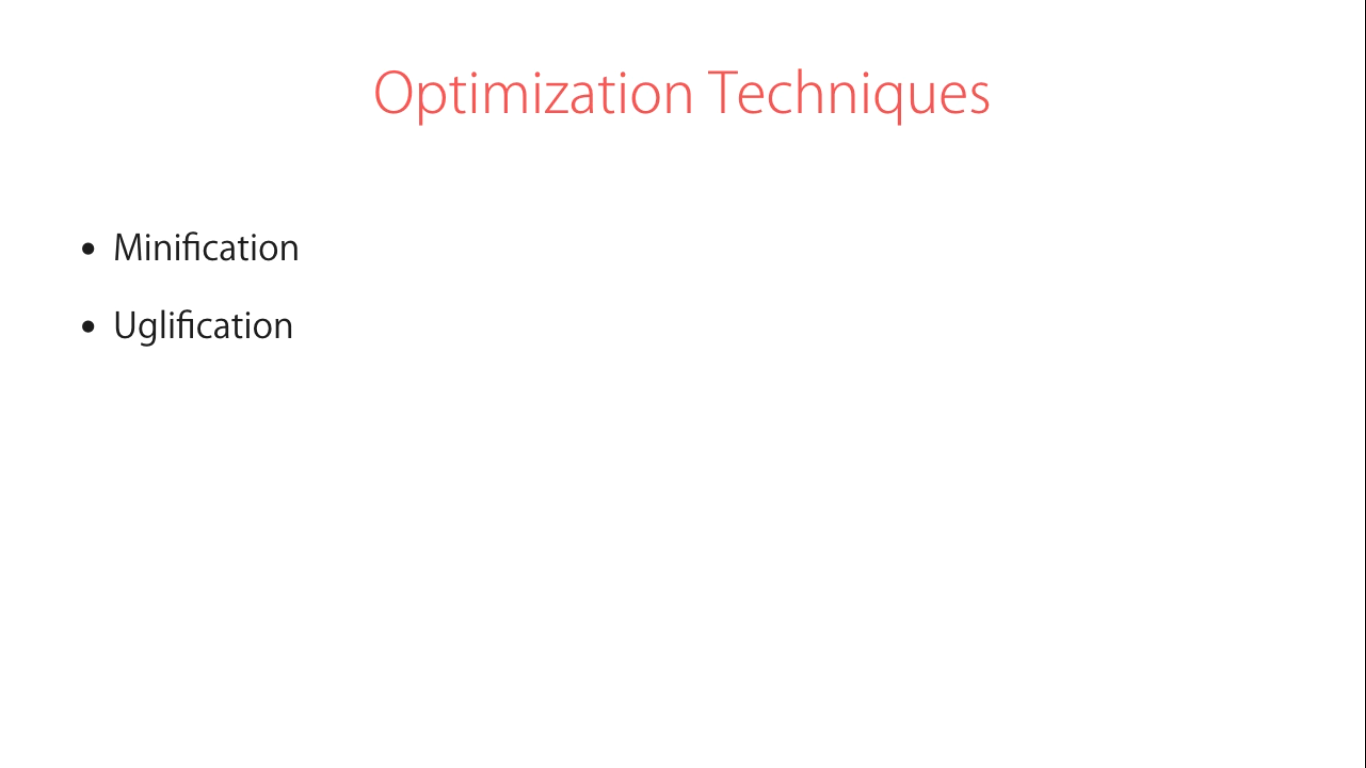 Optimization Techniques
• Minification
• Uglification